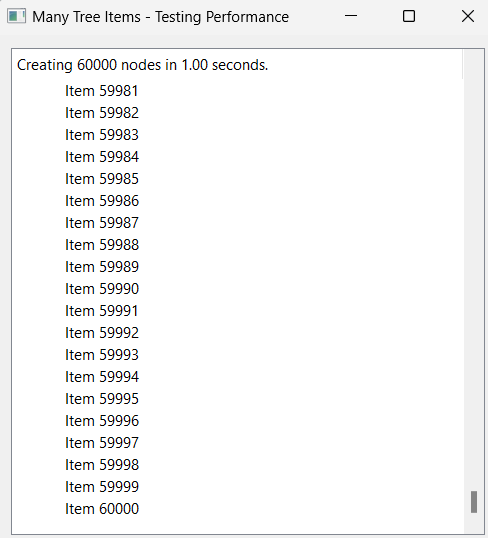 Many Tree Items - Testing Performance
Creating 60000 nodes in 1.00 seconds.
Item 59981
Item 59982
Item 59983
Item 59984
Item 59985
Item 59986
Item 59987
Item 59988
Item 59989
Item 59990
Item 59991
Item 59992
Item 59993
Item 59994
Item 59995
Item 59996
Item 59997
Item 59998
Item 59999
Item 60000